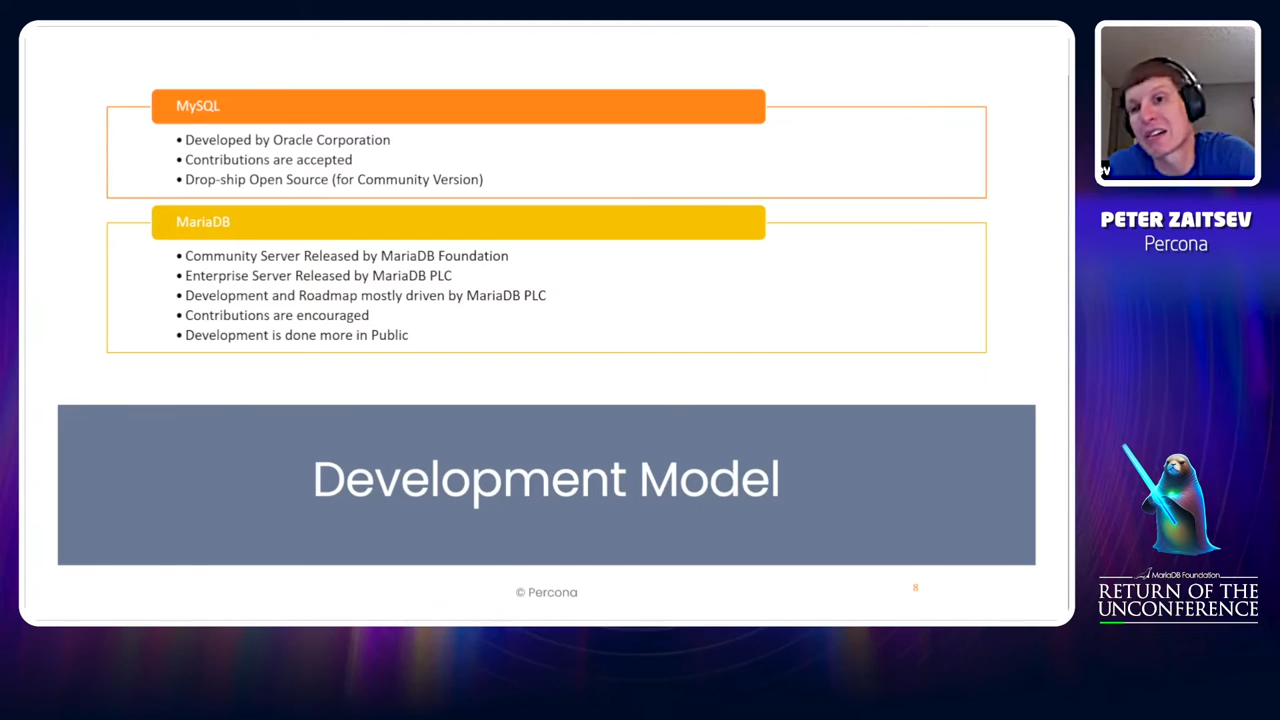 MySQL
• Developed by Oracle Corporation
• Contributions are accepted
• Drop-ship Open Source (for Community Version)
MariaDB
• Community Server Released by MariaDB Foundation
• Enterprise Server Released by MariaDB PLC
• Development and Roadmap mostly driven by MariaDB PLC
• Contributions are encouraged
• Development is done more in Public
Development Model
© Percona
8
PETER ZAITSEV
Percona
MariaDB Foundation
RETURN OF THE
UNCONFERENCE